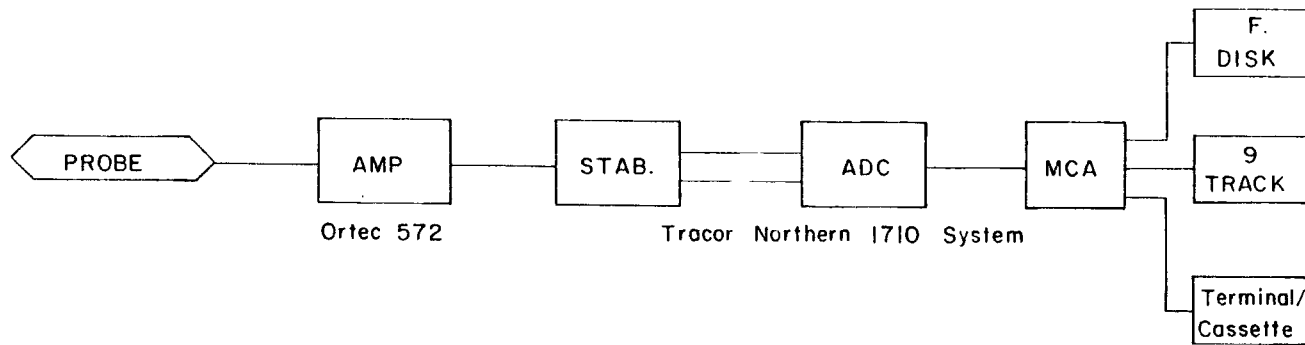 F.
DISK
PROBE
AMP
STAB.
ADC
MCA
9
TRACK
Ortec 572
Tracor Northern 1710 System
Terminal/
Cassette